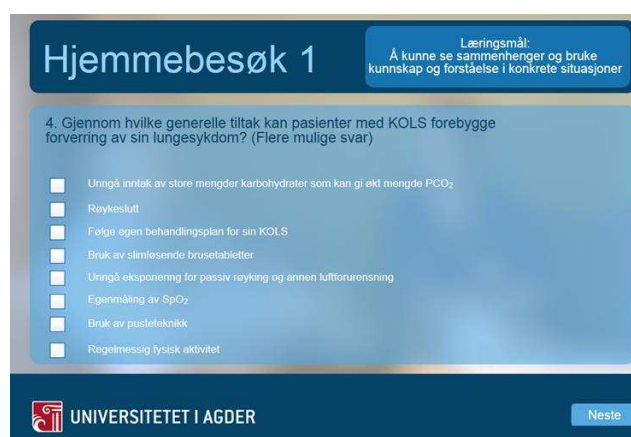 Hjemmebesøk 1
Læringsmål:
Å kunne se sammenhenger og bruke
kunnskap og forståelse i konkrete situasjoner
4. Gjennom hvilke generelle tiltak kan pasienter med KOLS forebygge
forverring av sin lungesykdom? (Flere mulige svar)
Unngå inntak av store mengder karbohydrater som kan gi økt mengde PCO₂
Røykeslutt
Følge egen behandlingsplan for sin KOLS
Bruk av slimløsende brusetabletter
Unngå eksponering for passiv røyking og annen luftforurensning
Egenmåling av SpO₂
Bruk av pusteteknikk
Regelmessig fysisk aktivitet
UNIVERSITETET I AGDER
Neste